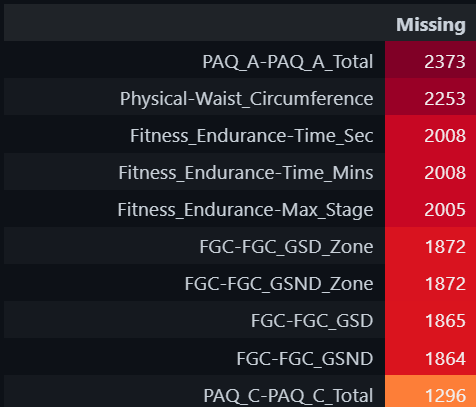 Missing
PAQ_A-PAQ_A_Total 2373
Physical-Waist_Circumference 2253
Fitness_Endurance-Time_Sec 2008
Fitness_Endurance-Time_Mins 2008
Fitness_Endurance-Max_Stage 2005
FGC-FGC_GSD_Zone 1872
FGC-FGC_GSND_Zone 1872
FGC-FGC_GSD 1865
FGC-FGC_GSND 1864
PAQ_C-PAQ_C_Total 1296